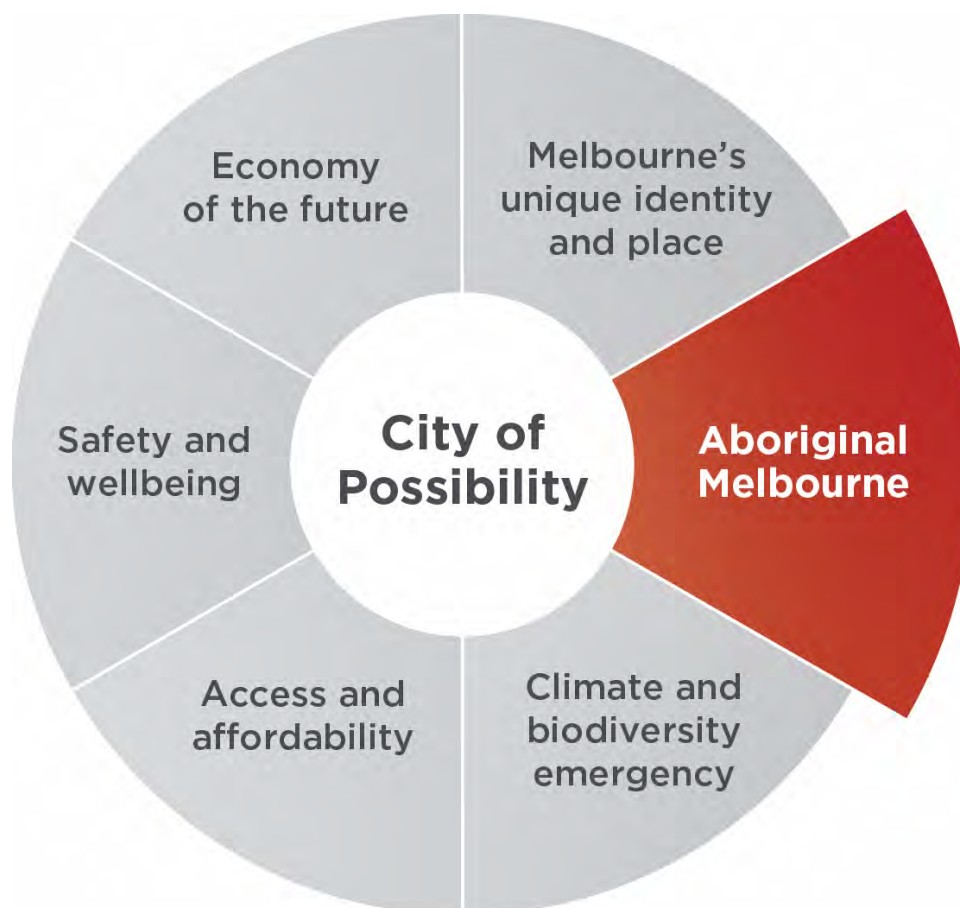 Economy
of the future
Melbourne’s
unique identity
and place
Safety and
wellbeing
City of
Possibility
Aboriginal
Melbourne
Access and
affordability
Climate and
biodiversity
emergency